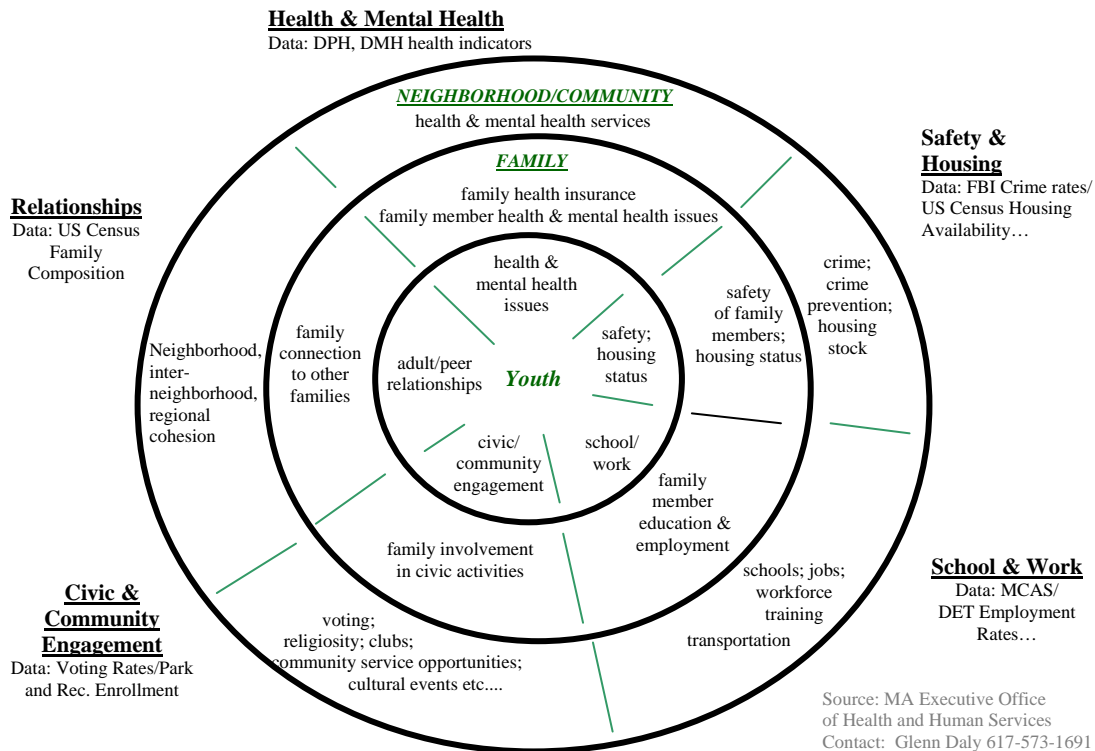 Health & Mental Health
Data: DPH, DMH health indicators
NEIGHBORHOOD/COMMUNITY
health & mental health services
FAMILY
family health insurance
family member health & mental health issues
health &
mental health
issues
Safety &
Housing
Data: FBI Crime rates/
US Census Housing
Availability…
Relationships
Data: US Census
Family
Composition
crime;
crime
prevention;
housing
stock
safety
of family
members;
housing status
safety;
housing
status
Youth
adult/peer
relationships
family
connection
to other
families
Neighborhood,
inter-
neighborhood,
regional
cohesion
civic/
community
engagement
school/
work
family
member
education &
employment
family involvement
in civic activities
schools; jobs;
workforce
training
transportation
School & Work
Data: MCAS/
DET Employment
Rates…
Civic &
Community
Engagement
Data: Voting Rates/Park
and Rec. Enrollment
voting;
religiosity; clubs;
community service opportunities;
cultural events etc....
Source: MA Executive Office
of Health and Human Services
Contact: Glenn Daly 617-573-1691